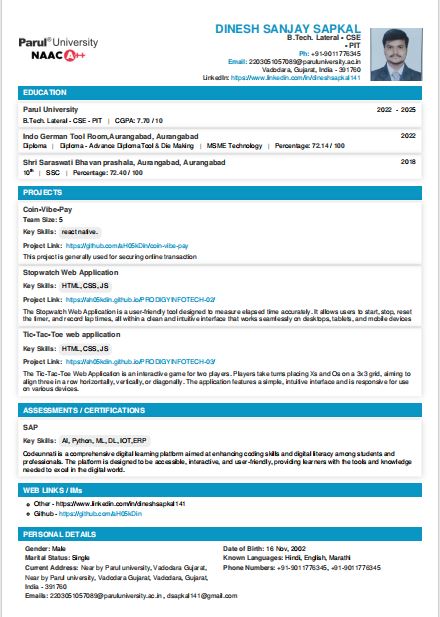 DINESH SANJAY SAPKAL
B.Tech. Lateral - CSE
- PIT
Parul® University
NAAC A++
Ph: +91-9011776345
Email: 2203051057089@paruluniversity.ac.in
Vadodara, Gujarat, India - 391760
LinkedIn: https://www.linkedin.com/in/dineshsapkal141
EDUCATION
Parul University 2022 - 2025
B.Tech. Lateral - CSE - PIT | CGPA: 7.70 / 10
Indo German Tool Room,Aurangabad, Aurangabad 2022
Diploma | Diploma - Advance DplomaTool & Die Making | MSME Technology | Percentage: 72.14 / 100
Shri Saraswati Bhavan prashala, Aurangabad, Aurangabad 2018
10th | SSC | Percentage: 72.40 / 100
PROJECTS
Coin-Vibe-Pay
Team Size: 5
Key Skills: react native.
Project Link: https://github.com/aH05kDin/coin-vibe-pay
This project is generally used for securing online transaction
Stopwatch Web Application
Key Skills: HTML,CSS,JS
Project Link: https://ah05kdin.github.io/PRODIGYINFOTECH-02/
The Stopwatch Web Application is a user-friendly tool designed to measure elapsed time accurately. It allows users to start, stop, reset
the timer, and record lap times, all within a clean and intuitive interface that works seamlessly on desktops, tablets, and mobile devices
Tic-Tac-Toe web application
Key Skills: HTML,CSS,JS
Project Link: https://ah05kdin.github.io/PRODIGYINFOTECH-03/
The Tic-Tac-Toe Web Application is an interactive game for two players. Players take turns placing Xs and Os on a 3x3 grid, aiming to
align three in a row horizontally, vertically, or diagonally. The application features a simple, intuitive interface and is responsive for use
on various devices.
ASSESSMENTS / CERTIFICATIONS
SAP
Key Skills: AI, Python, ML, DL, IOT,ERP
Codeunnati is a comprehensive digital learning platform aimed at enhancing coding skills and digital literacy among students and
professionals. The platform is designed to be accessible, interactive, and user-friendly, providing learners with the tools and knowledge
needed to excel in the digital world.
WEB LINKS / IMs
Other - https://www.linkedin.com/in/dineshsapkal141
Github - https://github.com/aH05kDin
PERSONAL DETAILS
Gender: Male Date of Birth: 16 Nov, 2002
Marital Status: Single Known Languages: Hindi, English, Marathi
Current Address: Near by Parul university, Vadodara Gujarat, Phone Numbers: +91-9011776345, +91-9011776345
Near by Parul university, Vadodara Gujarat, Vadodara, Gujarat,
India - 391760
Emails: 2203051057089@paruluniversity.ac.in , dsapkal141@gmail.com